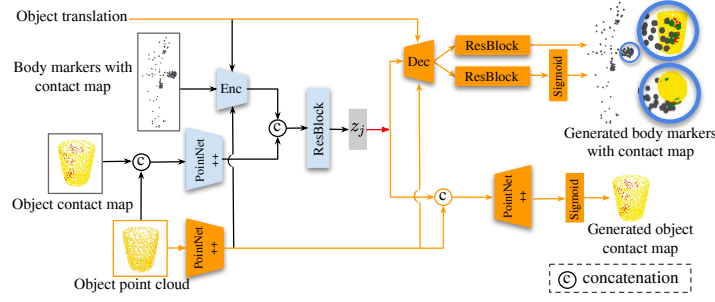 Object translation
Body markers with
contact map
Enc
Dec
ResBlock
ResBlock
Sigmoid
Generated body markers
with contact map
c
ResBlock
z_j
PointNet
++
c
Object contact map
c
PointNet
++
Sigmoid
Generated object
contact map
PointNet
++
Object point cloud
c concatenation